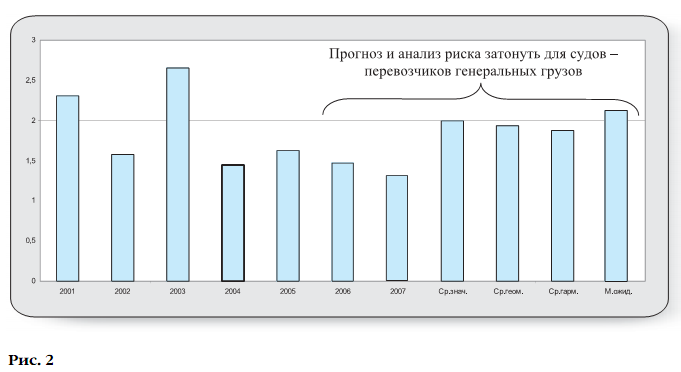 Прогноз и анализ риска затонуть для судов –
перевозчиков генеральных грузов
3
2,5
2
1,5
1
0,5
0
2001 2002 2003 2004 2005 2006 2007 Ср.знач. Ср.геом. Ср.гарм. М.ожид.
Рис. 2